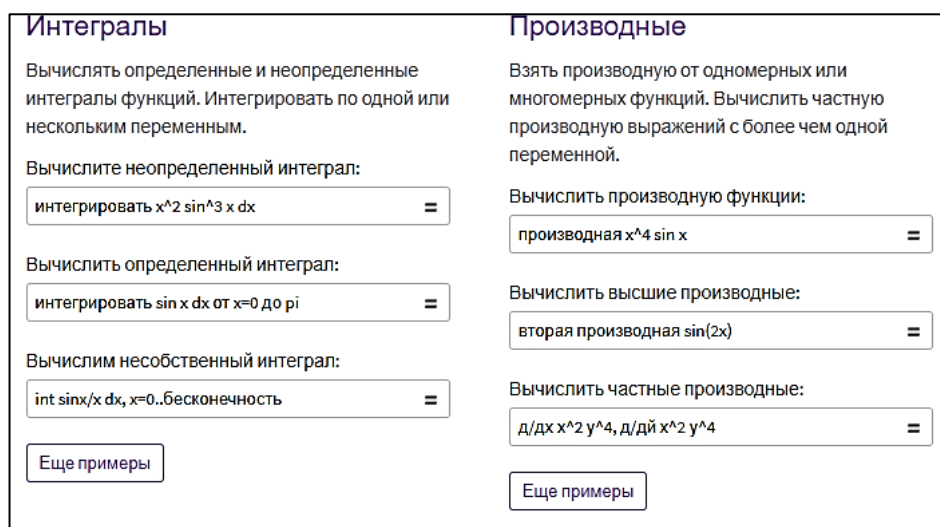 Интегралы
Вычислять определенные и неопределенные
интегралы функций. Интегрировать по одной или
нескольким переменным.
Вычислите неопределенный интеграл:
интегрировать x^2 sin^3 x dx =
Вычислить определенный интеграл:
интегрировать sin x dx от x=0 до pi =
Вычислим несобственный интеграл:
int sinx/x dx, x=0..бесконечность =
Еще примеры
Производные
Взять производную от одномерных или
многомерных функций. Вычислить частную
производную выражений с более чем одной
переменной.
Вычислить производную функции:
производная x^4 sin x =
Вычислить высшие производные:
вторая производная sin(2x) =
Вычислить частные производные:
д/дх x^2 y^4, д/дй x^2 y^4 =
Еще примеры